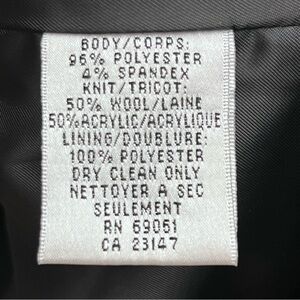 BODY/CORPS:
96% POLYESTER
4% SPANDEX
KNIT/TRICOT:
50% WOOL/LAINE
50%ACRYLIC/ACRYLIQUE
LINING/DOUBLURE:
100% POLYESTER
DRY CLEAN ONLY
NETTOYER A SEC
SEULEMENT
RN 69061
CA 23147